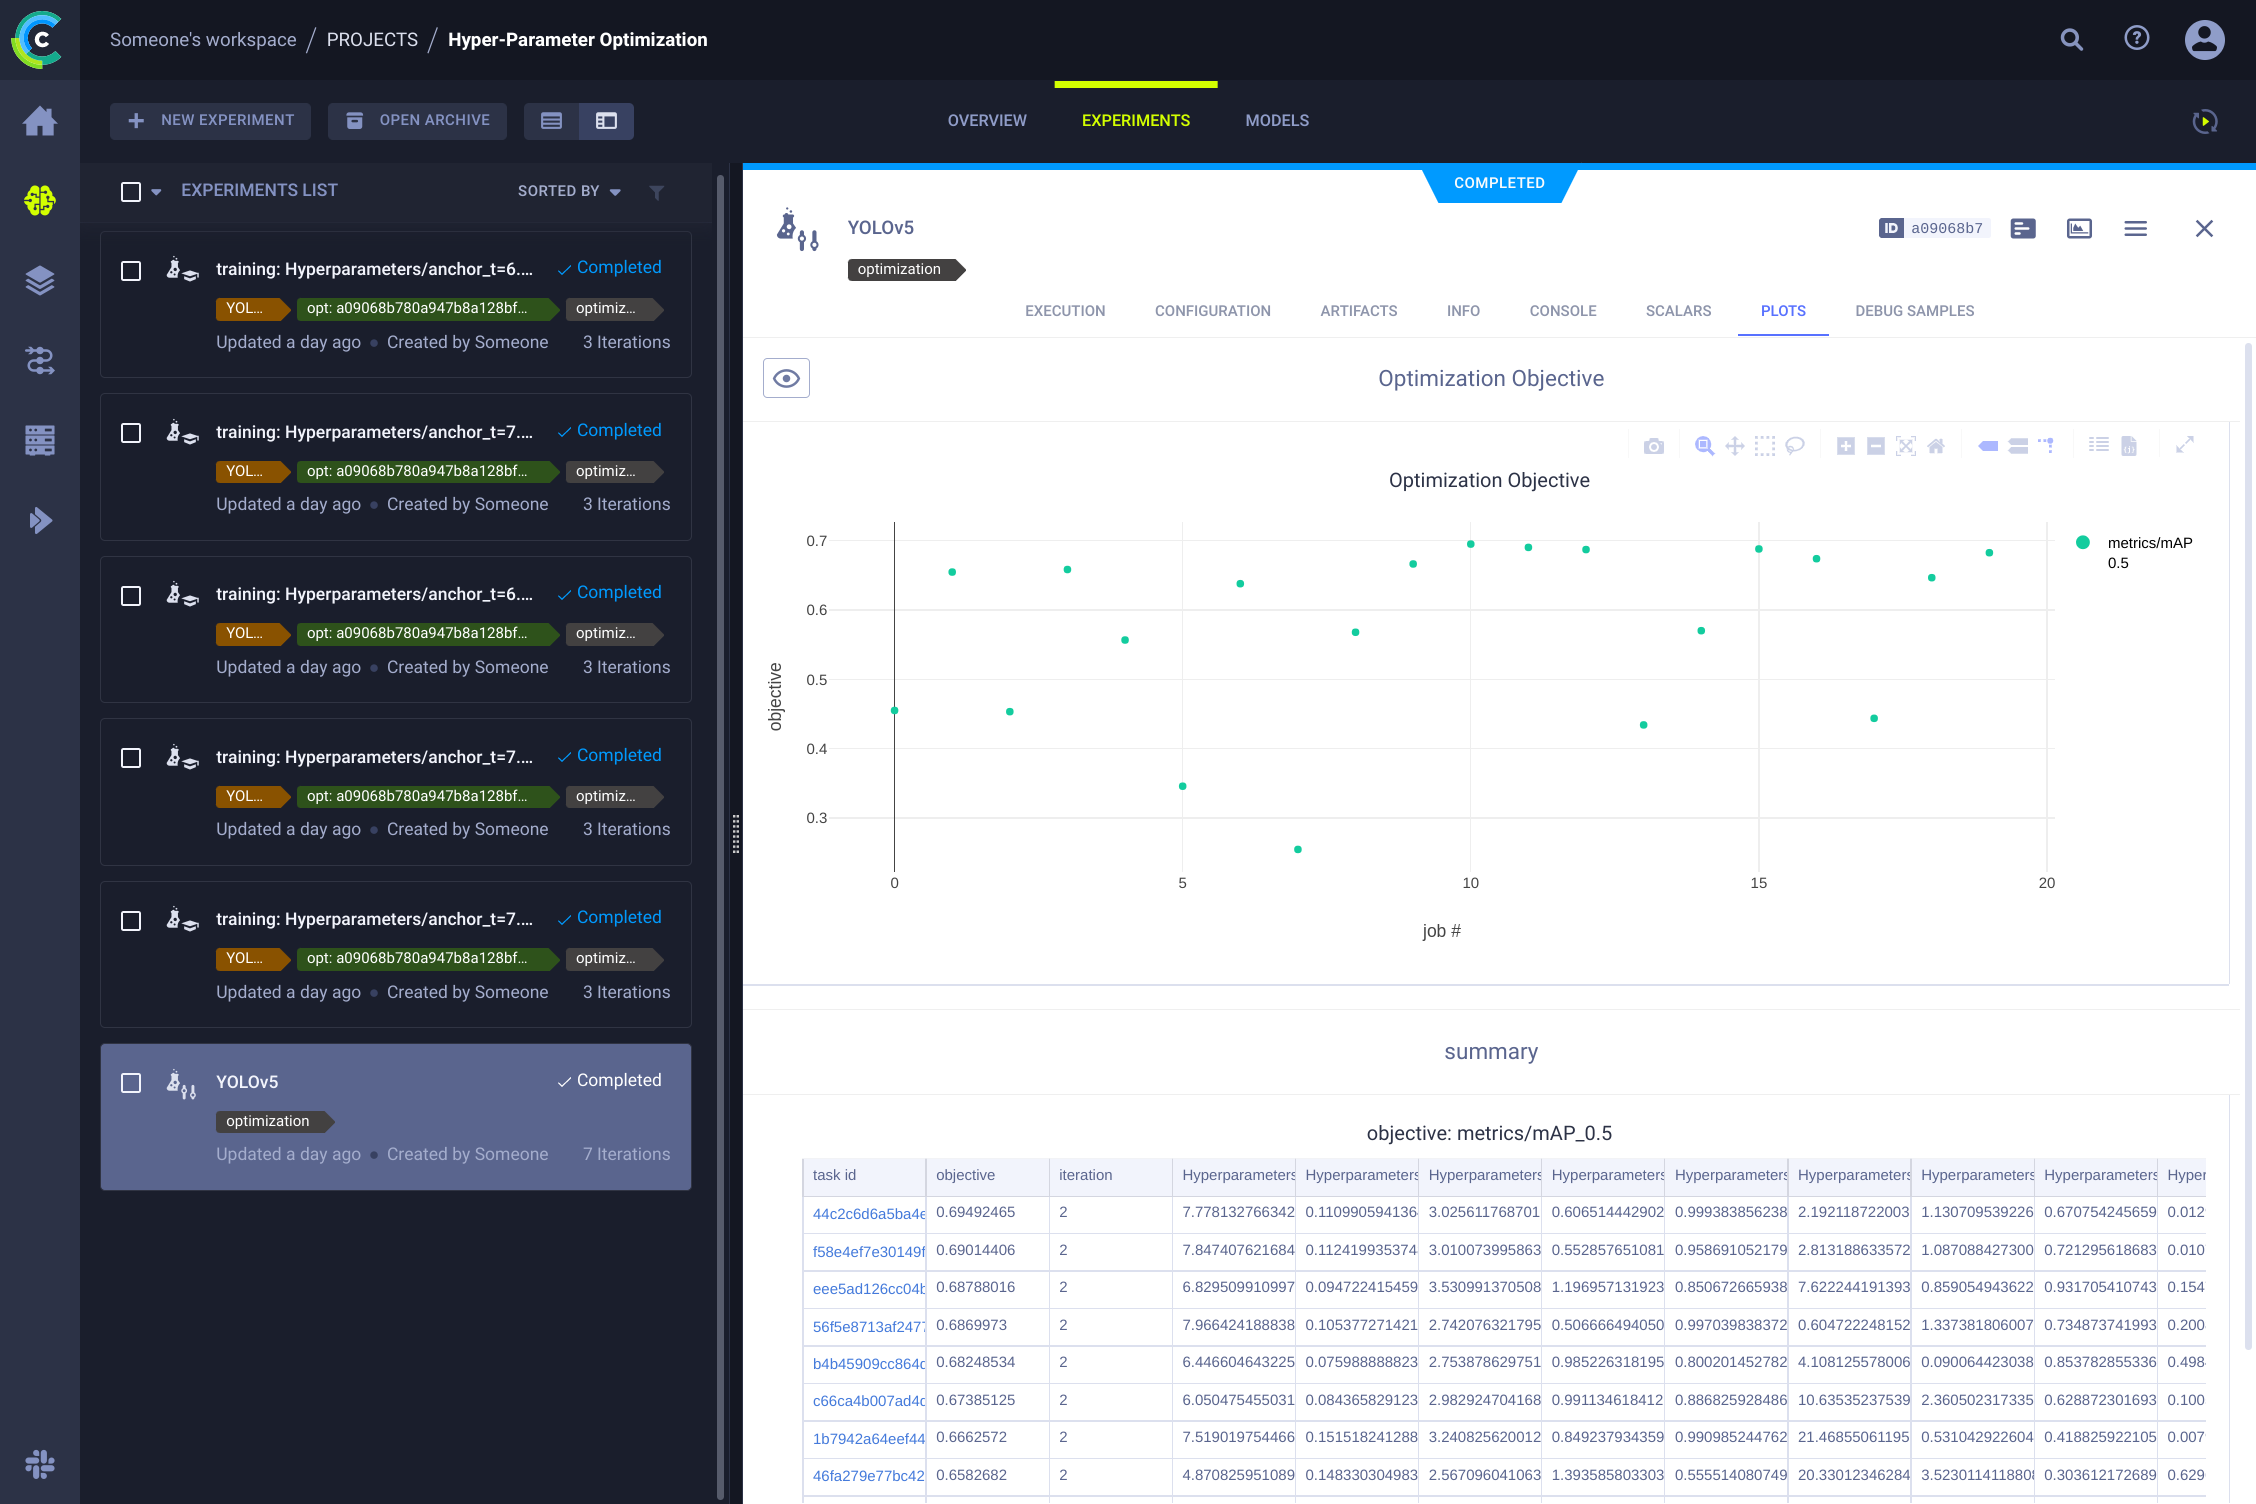 Someone's workspace / PROJECTS / Hyper-Parameter Optimization
NEW EXPERIMENT
OPEN ARCHIVE
OVERVIEW
EXPERIMENTS
MODELS
EXPERIMENTS LIST
SORTED BY
training: Hyperparameters/anchor_t=6....
Completed
YOL...
opt: a09068b780a947b8a128bf...
optimiz...
Updated a day ago
Created by Someone
3 Iterations
training: Hyperparameters/anchor_t=7....
Completed
YOL...
opt: a09068b780a947b8a128bf...
optimiz...
Updated a day ago
Created by Someone
3 Iterations
training: Hyperparameters/anchor_t=6....
Completed
YOL...
opt: a09068b780a947b8a128bf...
optimiz...
Updated a day ago
Created by Someone
3 Iterations
training: Hyperparameters/anchor_t=7....
Completed
YOL...
opt: a09068b780a947b8a128bf...
optimiz...
Updated a day ago
Created by Someone
3 Iterations
training: Hyperparameters/anchor_t=7....
Completed
YOL...
opt: a09068b780a947b8a128bf...
optimiz...
Updated a day ago
Created by Someone
3 Iterations
YOLOv5
Completed
optimization
Updated a day ago
Created by Someone
7 Iterations
COMPLETED
YOLOv5
ID a09068b7
optimization
EXECUTION
CONFIGURATION
ARTIFACTS
INFO
CONSOLE
SCALARS
PLOTS
DEBUG SAMPLES
Optimization Objective
Optimization Objective
0.7
0.6
0.5
0.4
0.3
objective
0
5
10
15
20
job #
metrics/mAP
0.5
summary
objective: metrics/mAP_0.5
task id objective iteration Hyperparameters Hyperparameters Hyperparameters Hyperparameters Hyperparameters Hyperparameters Hyperparameters Hyperparameters Hyper
44c2c6d6a5ba4e 0.69492465 2 7.778132766342 0.110990594136 3.025611768701 0.606514442902 0.999383856238 2.192118722003 1.130709539226 0.670754245659 0.012
f58e4ef7e30149f 0.69014406 2 7.847407621684 0.112419935374 3.010073995863 0.552857651081 0.958691052179 2.813188633572 1.087088427300 0.721295618683 0.010
eee5ad126cc04b 0.68788016 2 6.829509910997 0.094722415459 3.530991370508 1.196957131923 0.850672665938 7.622244191393 0.859054943622 0.931705410743 0.154
56f5e8713af2477 0.6869973 2 7.966424188838 0.105377271421 2.742076321795 0.506666494050 0.997039838372 0.604722248152 1.337381806007 0.734873741993 0.200
b4b45909cc864c 0.68248534 2 6.446604643225 0.075988888823 2.753878629751 0.985226318195 0.800201452782 4.108125578006 0.090064423038 0.853782855336 0.498
c66ca4b007ad4c 0.67385125 2 6.050475455031 0.084365829123 2.982924704168 0.991134618412 0.886825928486 10.63535237539 2.360502317335 0.628872301693 0.100
1b7942a64eef44 0.6662572 2 7.519019754466 0.151518241288 3.240825620012 0.849237934359 0.990985244762 21.46855061195 0.531042922604 0.418825922105 0.007
46fa279e77bc42 0.6582682 2 4.870825951089 0.148330304983 2.567096041063 1.393585803303 0.555514080749 20.33012346284 3.5230114118808 0.303612172689 0.629